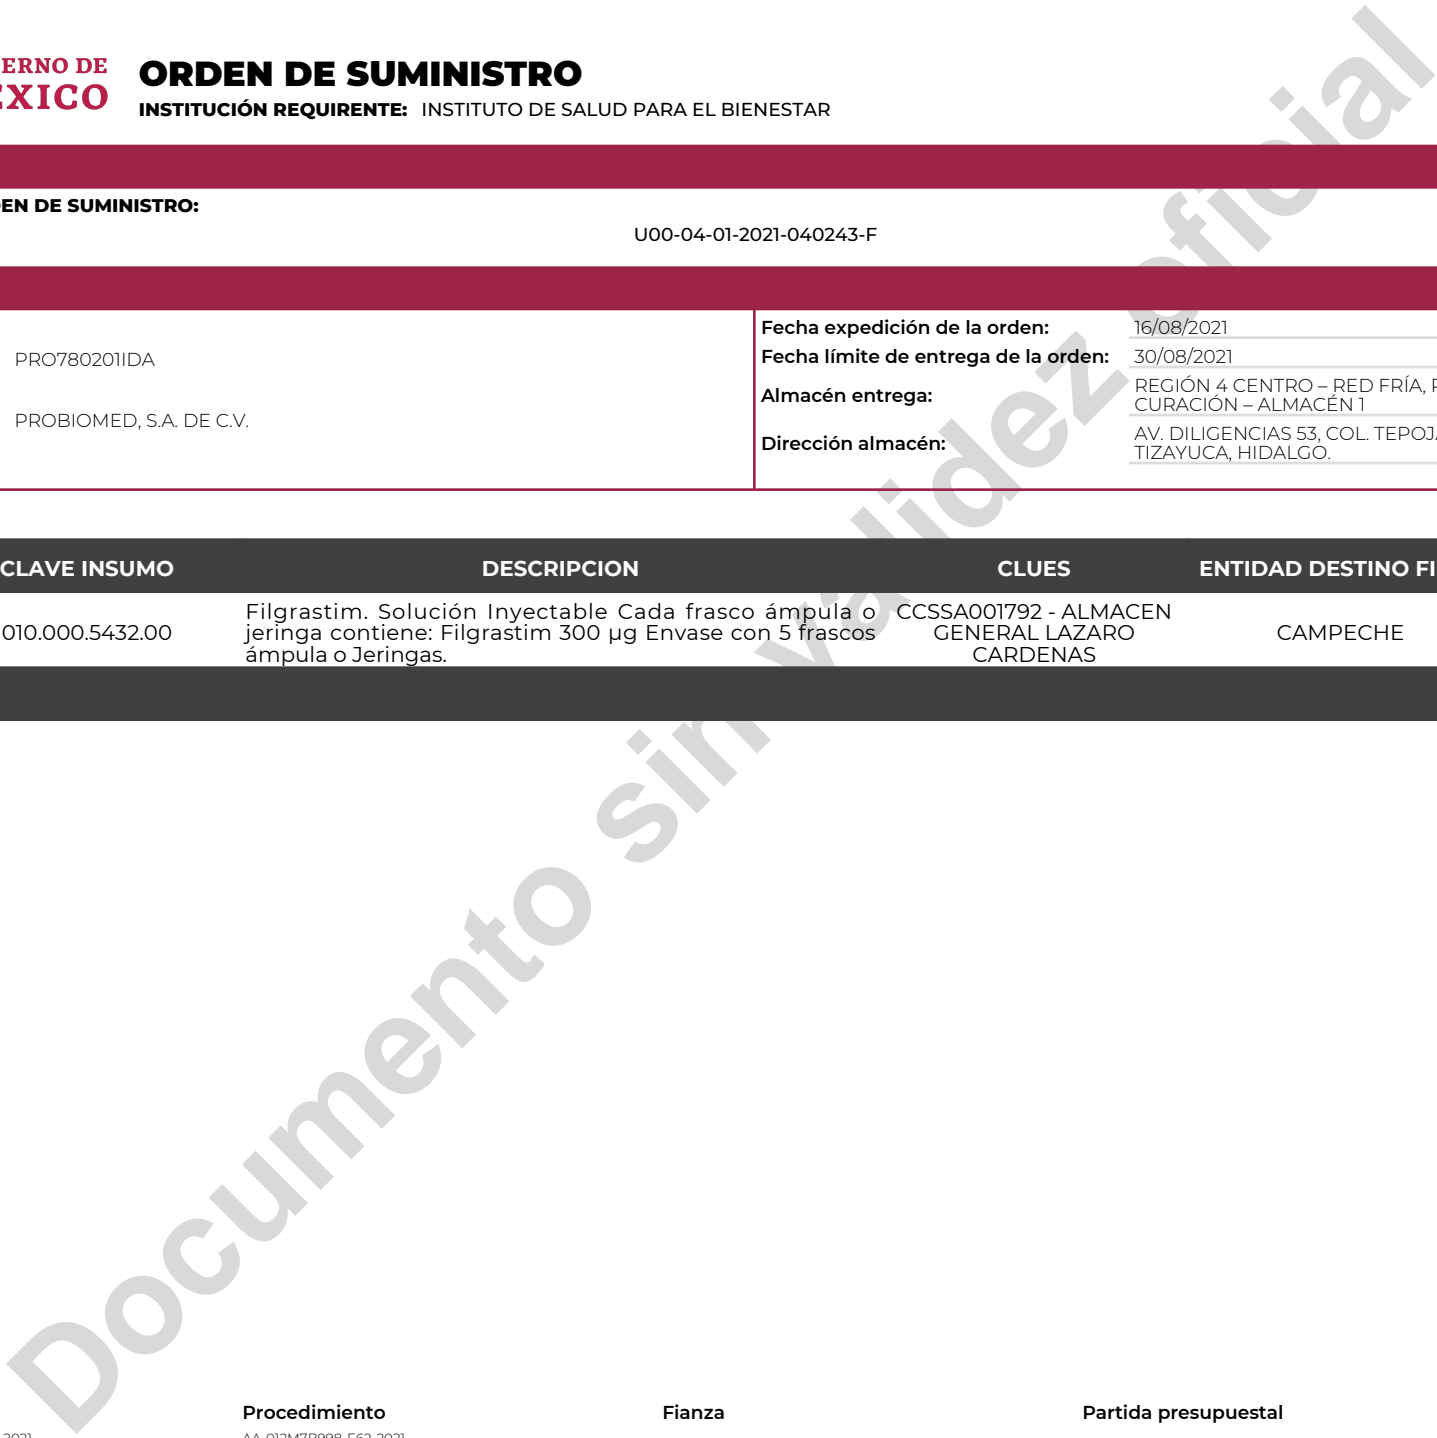 ERNO DE
ORDEN DE SUMINISTRO
EXICO
INSTITUCIÓN REQUIRENTE: INSTITUTO DE SALUD PARA EL BIENESTAR
EN DE SUMINISTRO:
U00-04-01-2021-040243-F
PRO780201IDA
PROBIOMED, S.A. DE C.V.
Fecha expedición de la orden: 16/08/2021
Fecha límite de entrega de la orden: 30/08/2021
Almacén entrega: REGIÓN 4 CENTRO – RED FRÍA,
CURACIÓN – ALMACÉN 1
Dirección almacén: AV. DILIGENCIAS 53, COL. TEPOJ
TIZAYUCA, HIDALGO.
CLAVE INSUMO DESCRIPCION CLUES ENTIDAD DESTINO FI
010.000.5432.00
Filgrastim. Solución Inyectable Cada frasco ámpula o
jeringa contiene: Filgrastim 300 µg Envase con 5 frascos
ámpula o Jeringas.
CCSSA001792 - ALMACEN
GENERAL LAZARO
CARDENAS
CAMPECHE
Documento sin validez oficial
Procedimiento Fianza Partida presupuestal